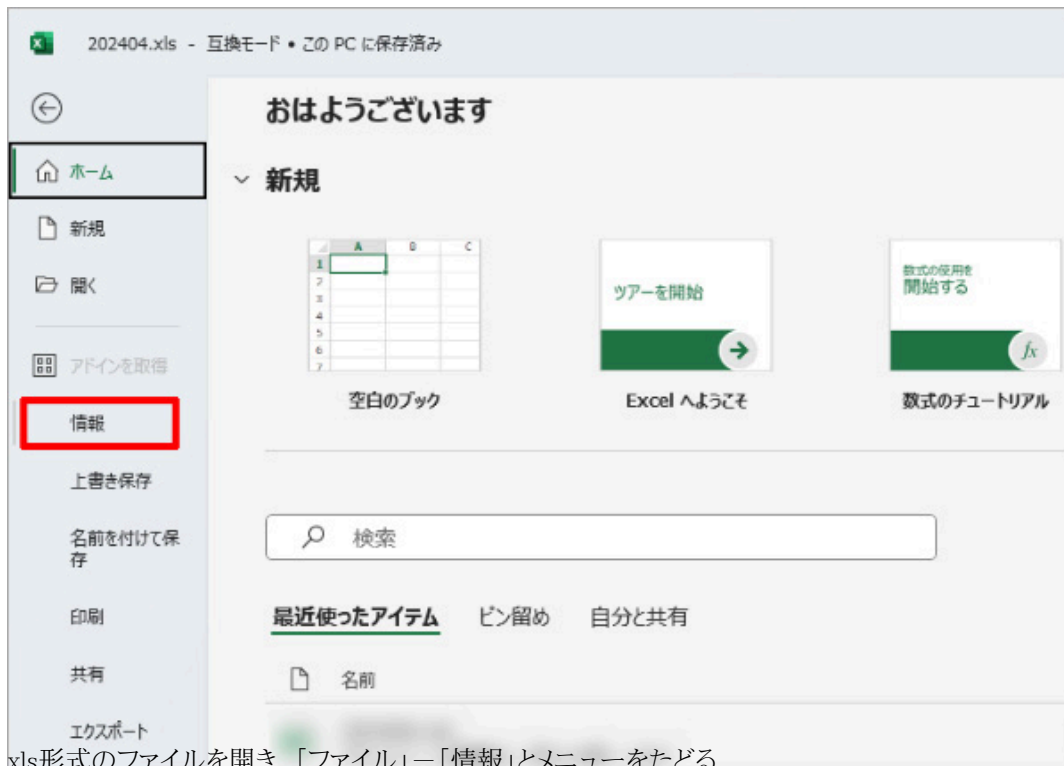 202404.xls - 互換モード • この PC に保存済み
おはようございます
ホーム
新規
新規
開く
A B C
1
2
3
4
5
6
7
ツアーを開始
数式の使用を
開始する
fx
アドインを取得
空白のブック
Excel へようこそ
数式のチュートリアル
情報
上書き保存
検索
名前を付けて保
存
印刷
最近使ったアイテム
ピン留め
自分と共有
共有
名前
エクスポート
xls形式のファイルを開き、「ファイル」－「情報」とメニューをたどる